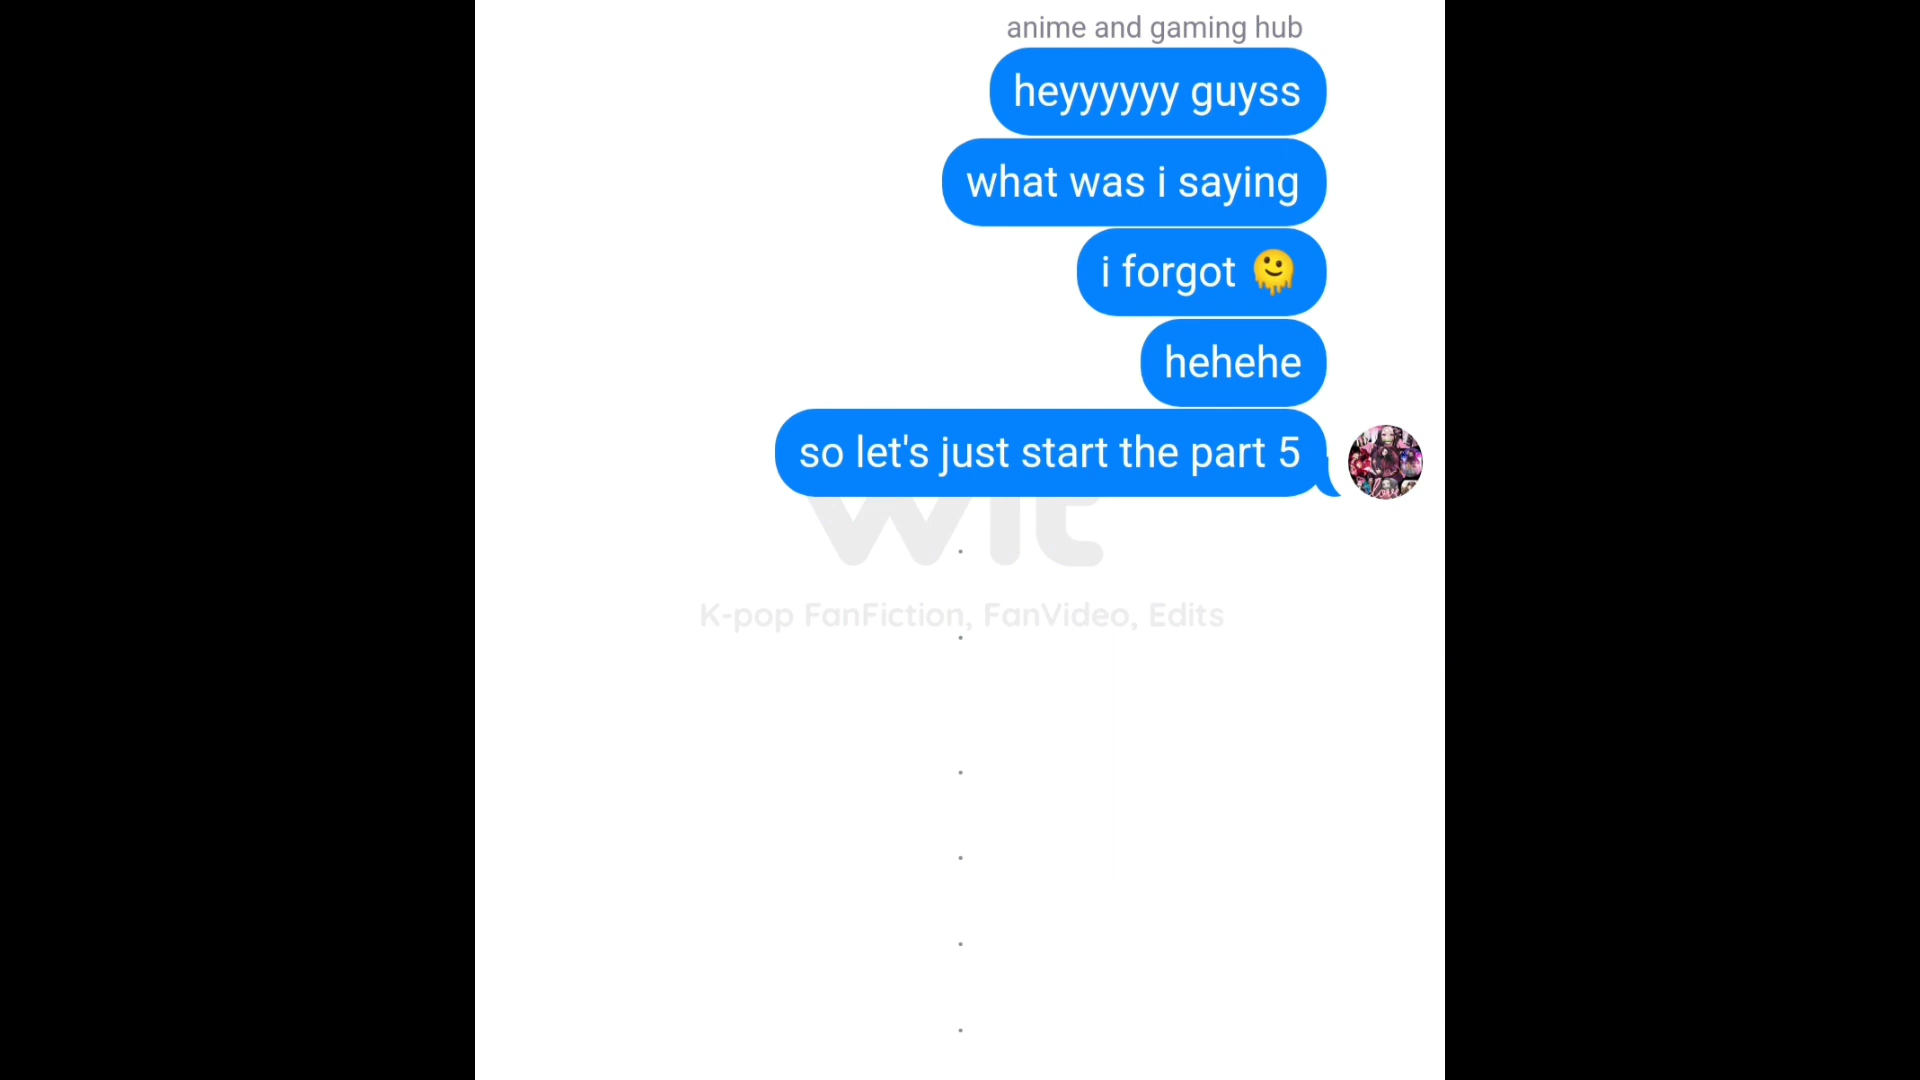 anime and gaming hub
heyyyyyy guyss
what was i saying
i forgot 🫠
hehehe
so let's just start the part 5
wit
.
K-pop FanFiction, FanVideo, Edits
.
.
.
.
.